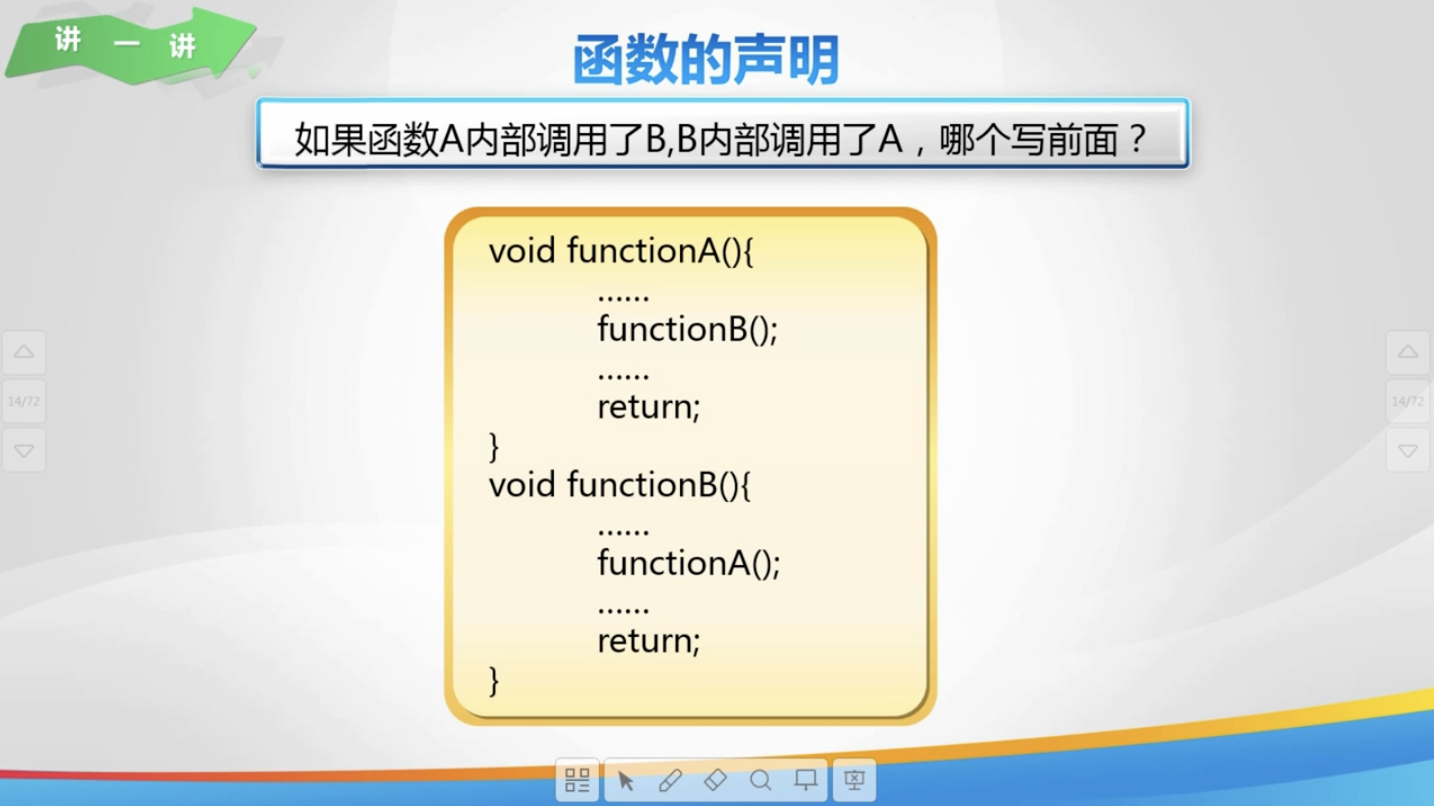 讲一讲
函数的声明
如果函数A内部调用了B,B内部调用了A，哪个写前面？
void functionA(){
……
functionB();
……
return;
}
void functionB(){
……
functionA();
……
return;
}
14/72
14/72